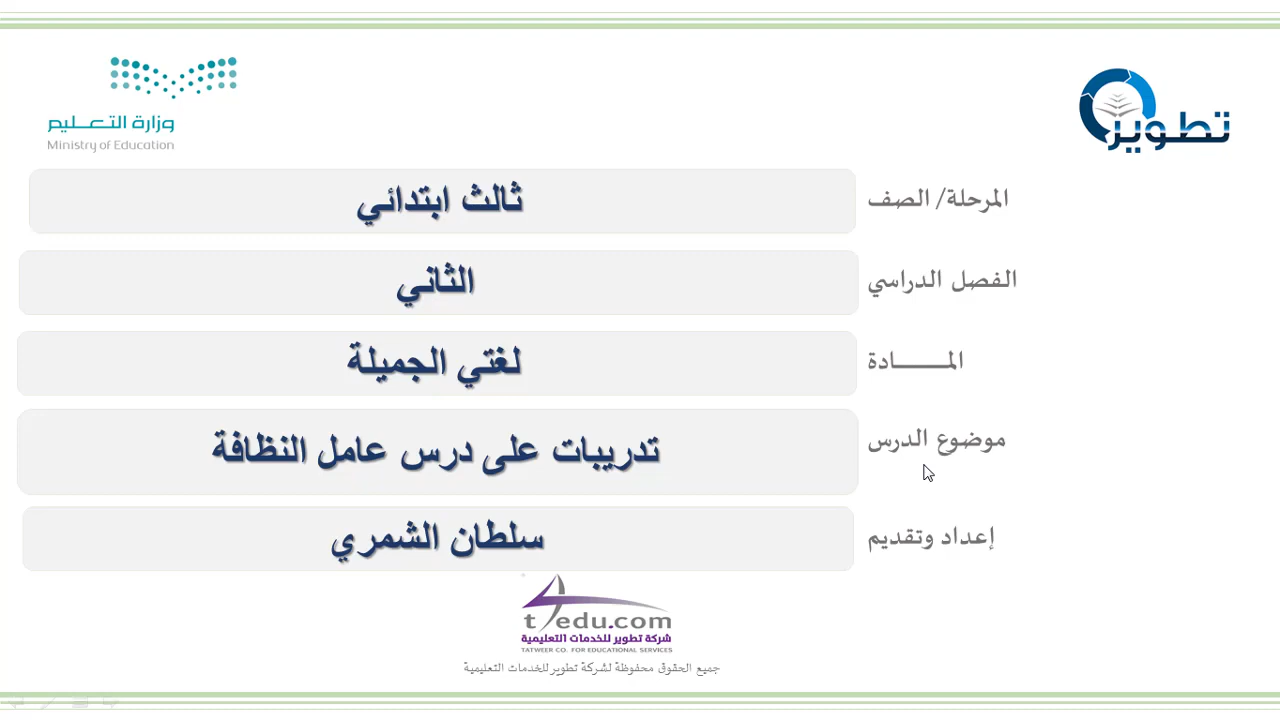 وزارة التعليم
Ministry of Education
تطوير
المرحلة/ الصف
ثالث ابتدائي
الفصل الدراسي
الثاني
المـــــــادة
لغتي الجميلة
موضوع الدرس
تدريبات على درس عامل النظافة
إعداد وتقديم
سلطان الشمري
t4edu.com
شركة تطوير للخدمات التعليمية
TATWEER CO. FOR EDUCATIONAL SERVICES
جميع الحقوق محفوظة لشركة تطوير للخدمات التعليمية